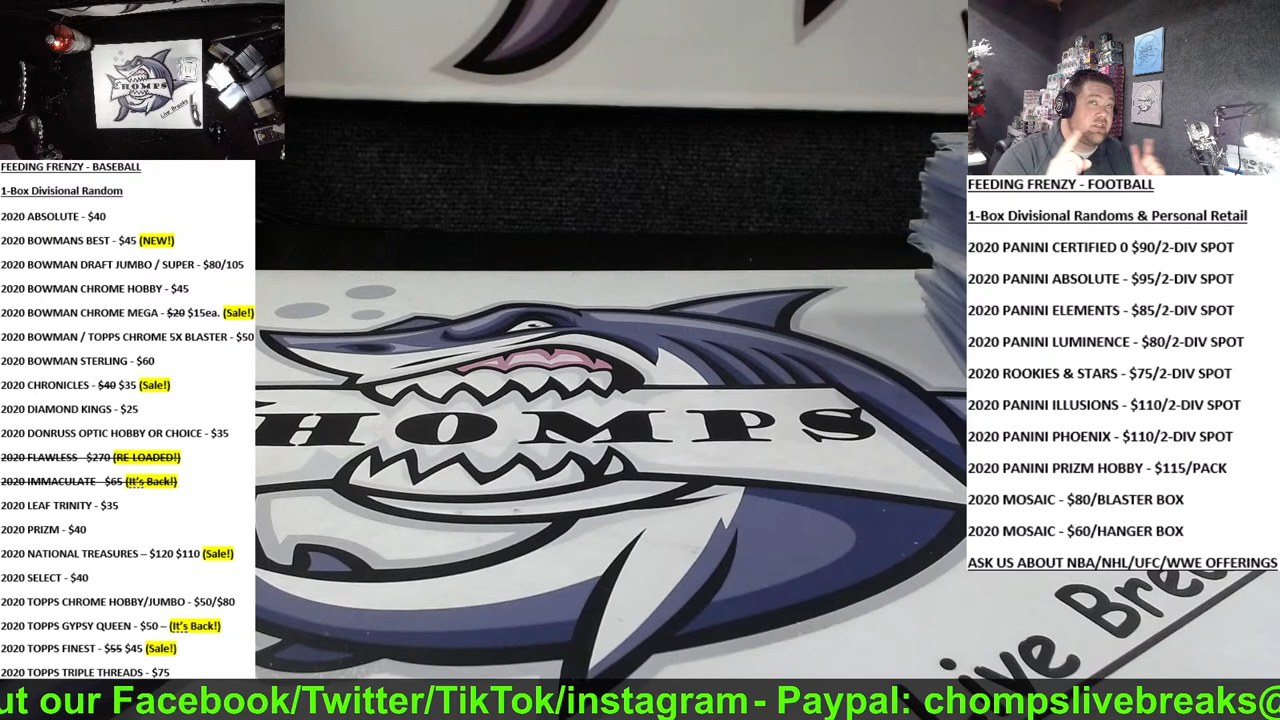 FEEDING FRENZY - BASEBALL
1-Box Divisional Random
2020 ABSOLUTE - $40
2020 BOWMANS BEST - $45 (NEW!)
2020 BOWMAN DRAFT JUMBO / SUPER - $80/105
2020 BOWMAN CHROME HOBBY - $45
2020 BOWMAN CHROME MEGA - $20 $15ea. (Sale!)
2020 BOWMAN / TOPPS CHROME 5X BLASTER - $50
2020 BOWMAN STERLING - $60
2020 CHRONICLES - $40 $35 (Sale!)
2020 DIAMOND KINGS - $25
2020 DONRUSS OPTIC HOBBY OR CHOICE - $35
2020 FLAWLESS - $270 (RE-LOADED!)
2020 IMMACULATE - $65 (It's Back!)
2020 LEAF TRINITY - $35
2020 PRIZM - $40
2020 NATIONAL TREASURES – $120 $110 (Sale!)
2020 SELECT - $40
2020 TOPPS CHROME HOBBY/JUMBO - $50/$80
2020 TOPPS GYPSY QUEEN - $50 – (It's Back!)
2020 TOPPS FINEST - $55 $45 (Sale!)
2020 TOPPS TRIPLE THREADS - $75
CHOMPS
Live Breaks
HOMPS
Live Brea
FEEDING FRENZY - FOOTBALL
1-Box Divisional Randoms & Personal Retail
2020 PANINI CERTIFIED 0 $90/2-DIV SPOT
2020 PANINI ABSOLUTE - $95/2-DIV SPOT
2020 PANINI ELEMENTS - $85/2-DIV SPOT
2020 PANINI LUMINENCE - $80/2-DIV SPOT
2020 ROOKIES & STARS - $75/2-DIV SPOT
2020 PANINI ILLUSIONS - $110/2-DIV SPOT
2020 PANINI PHOENIX - $110/2-DIV SPOT
2020 PANINI PRIZM HOBBY - $115/PACK
2020 MOSAIC - $80/BLASTER BOX
2020 MOSAIC - $60/HANGER BOX
ASK US ABOUT NBA/NHL/UFC/WWE OFFERINGS
ut our Facebook/Twitter/TikTok/instagram - Paypal: chompslivebreaks@